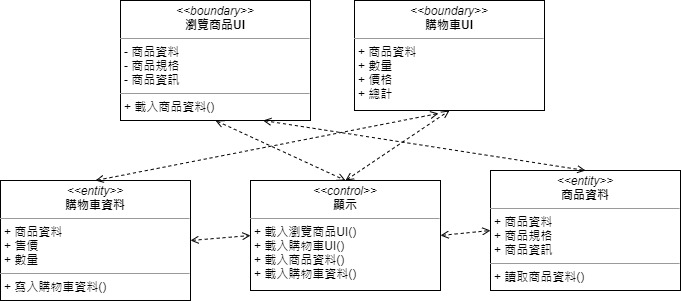 <<boundary>>
瀏覽商品UI
- 商品資料
- 商品規格
- 商品資訊
+ 載入商品資料()
<<boundary>>
購物車UI
+ 商品資料
+ 數量
+ 價格
+ 總計
<<entity>>
購物車資料
+ 商品資料
+ 售價
+ 數量
+ 寫入購物車資料()
<<control>>
顯示
+ 載入瀏覽商品UI()
+ 載入購物車UI()
+ 載入商品資料()
+ 載入購物車資料()
<<entity>>
商品資料
+ 商品資料
+ 商品規格
+ 商品資訊
+ 讀取商品資料()